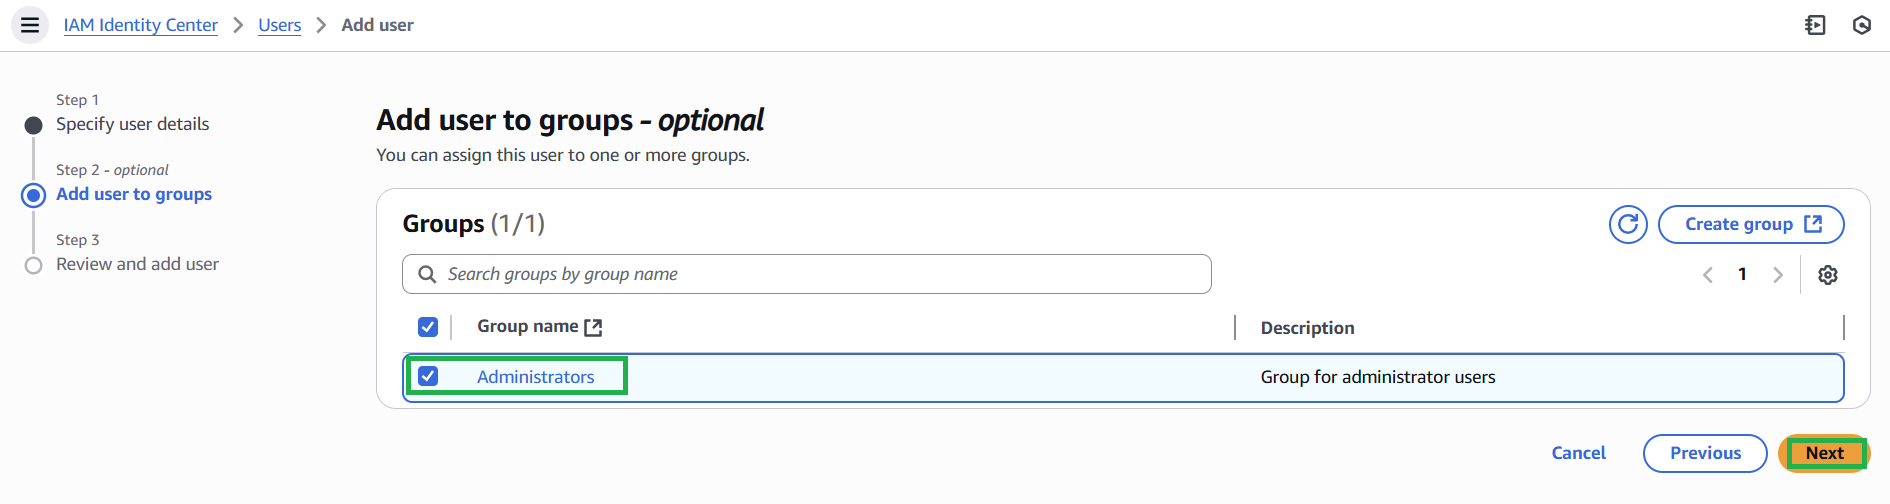 IAM Identity Center > Users > Add user
Step 1
Specify user details
Step 2 - optional
Add user to groups
Step 3
Review and add user
Add user to groups - optional
You can assign this user to one or more groups.
Groups (1/1)
Create group
Search groups by group name
1
Group name
Description
Administrators
Group for administrator users
Cancel
Previous
Next